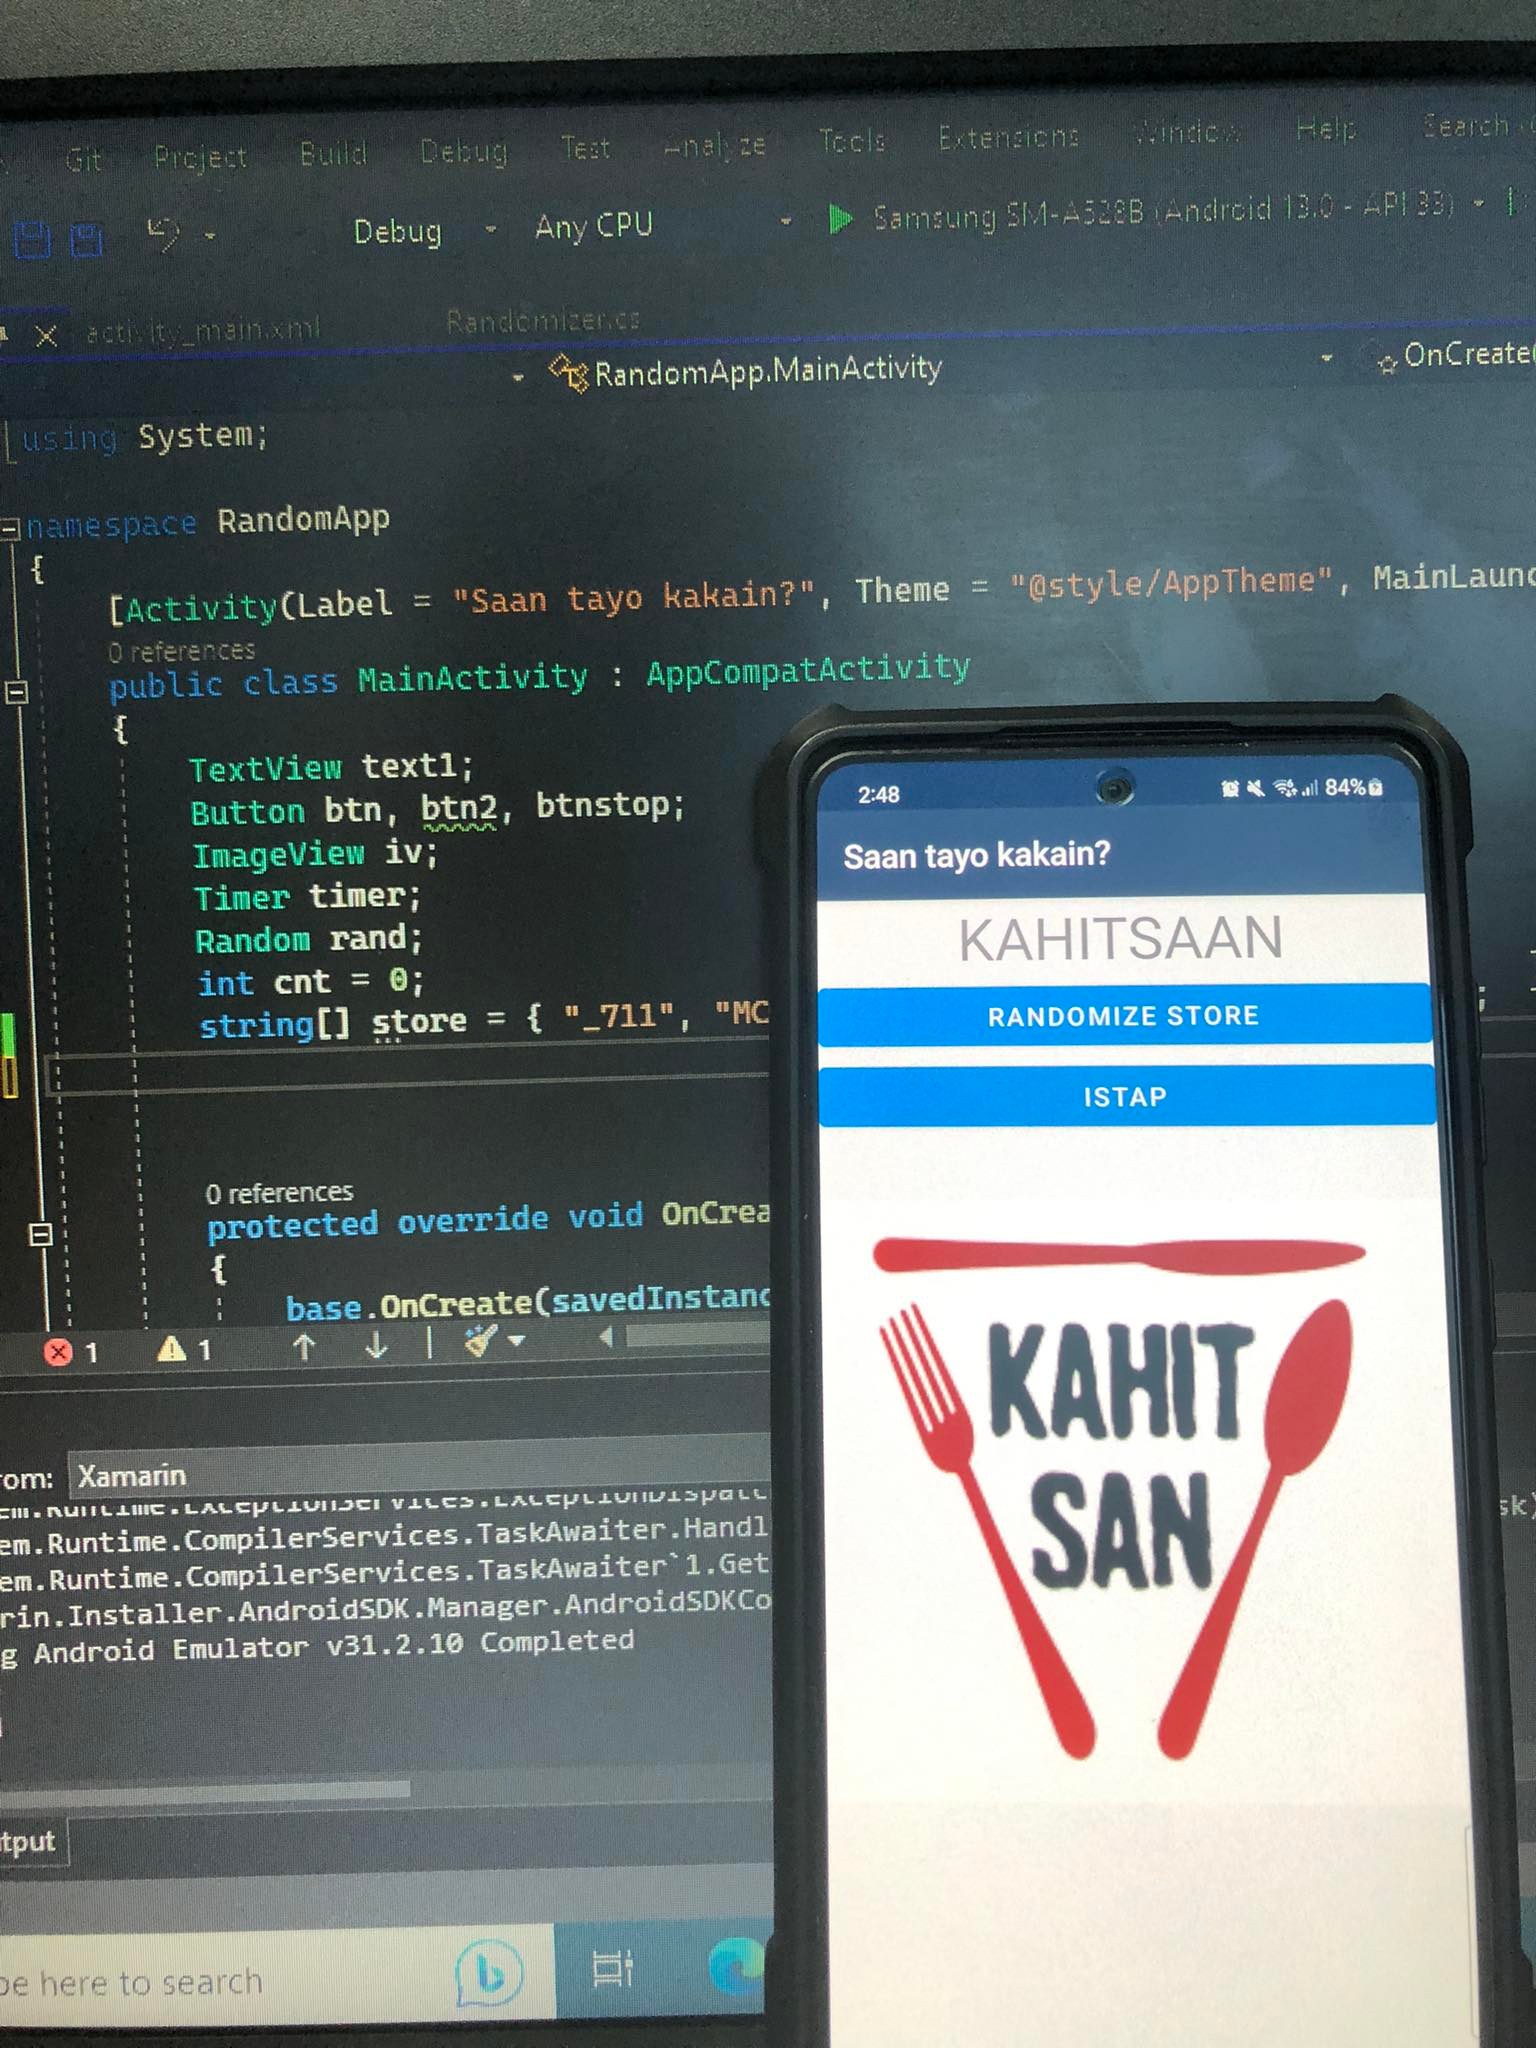 Git Project Build Debug Test Analyze Tools Extensions Window Help Search
Debug Any CPU Samsung SM-A528B (Android 13.0 - API 33)
activity_main.xml Randomizer.cs
RandomApp.MainActivity OnCreate(
using System;
namespace RandomApp
{
[Activity(Label = "Saan tayo kakain?", Theme = "@style/AppTheme", MainLaunc
0 references
public class MainActivity : AppCompatActivity
{
TextView text1;
Button btn, btn2, btnstop;
ImageView iv;
Timer timer;
Random rand;
int cnt = 0;
string[] store = { "_711", "MC
;
0 references
protected override void OnCrea
{
base.OnCreate(savedInstanc
1 1
rom: Xamarin
em.Runtime.ExceptionServices.ExceptionDispatc
em.Runtime.CompilerServices.TaskAwaiter.Handl
sk)
em.Runtime.CompilerServices.TaskAwaiter`1.Get
rin.Installer.AndroidSDK.Manager.AndroidSDKCo
g Android Emulator v31.2.10 Completed
tput
pe here to search
2:48 84%
Saan tayo kakain?
KAHITSAAN
RANDOMIZE STORE
ISTAP
KAHIT
SAN